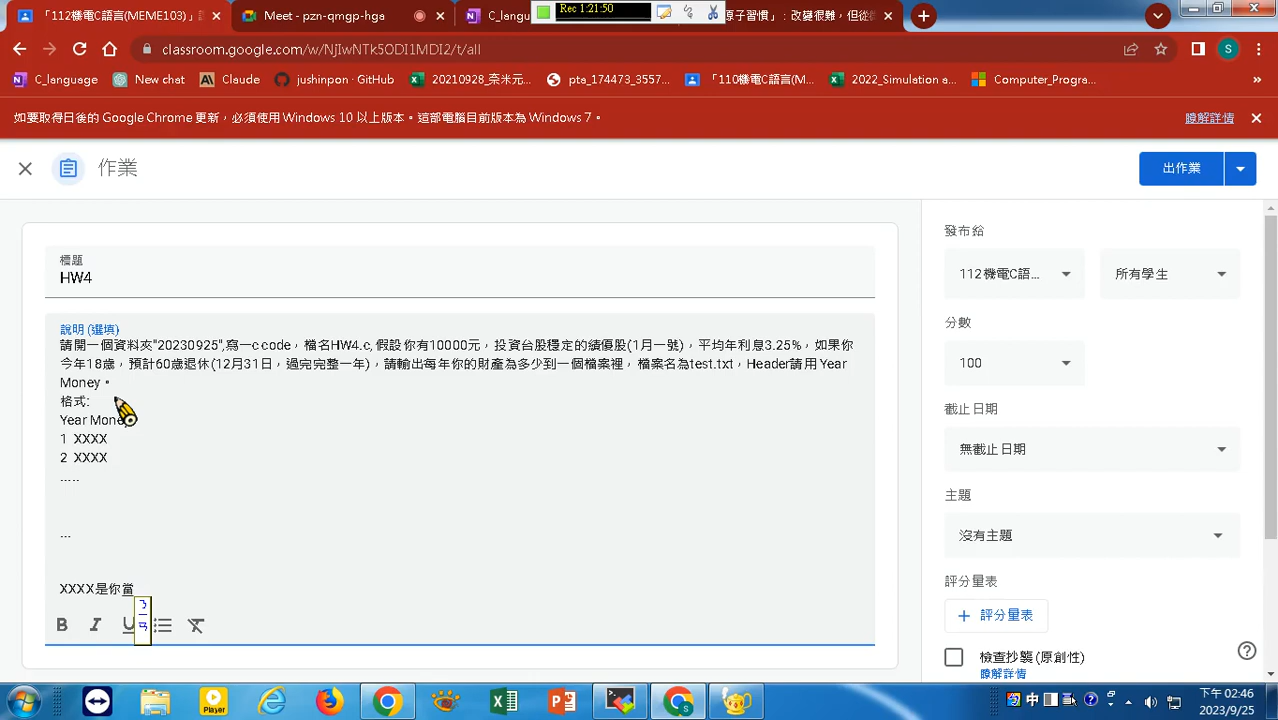 「112機電C語言(MEME103)」課
Meet - pzn-qmgp-hga
C_langu
Rec 1:21:50
原子習慣」：改變很難，但從
classroom.google.com/w/NjIwNTk5ODI1MDI2/t/all
C_language
New chat
Claude
jushinpon · GitHub
20210928_奈米元...
pta_174473_3557...
「110機電C語言(M...
2022_Simulation a...
Computer_Progra...
如要取得日後的 Google Chrome 更新，必須使用 Windows 10 以上版本。這部電腦目前版本為 Windows 7。
瞭解詳情
作業
出作業
標題
HW4
說明 (選填)
請開一個資料夾"20230925",寫一c-code，檔名HW4.c, 假設你有10000元，投資台股穩定的績優股(1月一號)，平均年利息3.25%，如果你
今年18歲，預計60歲退休(12月31日，過完完整一年)，請輸出每年你的財產為多少到一個檔案裡，檔案名為test.txt，Header請用 Year
Money。
格式:
Year Mone
1 XXXX
2 XXXX
.....
...
XXXX是你當
B I U
發布給
112機電C語...
所有學生
分數
100
截止日期
無截止日期
主題
沒有主題
評分量表
+ 評分量表
檢查抄襲 (原創性)
瞭解詳情
Player
中
下午 02:46
2023/9/25